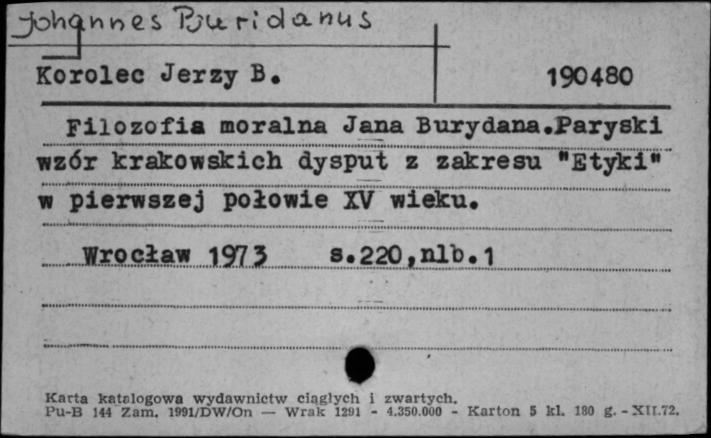 Johannes Buridanus
Korolec Jerzy B. 190480
Filozofia moralna Jana Burydana.Paryski
wzór krakowskich dysput z zakresu "Etyki"
w pierwszej połowie XV wieku.
Wrocław 1973 s.220,nlb.1
Karta katalogowa wydawnictw ciągłych i zwartych.
Pu-B 144 Zam. 1991/DW/On — Wrak 1291 - 4.350.000 - Karton 5 kl. 180 g. - XII.72.